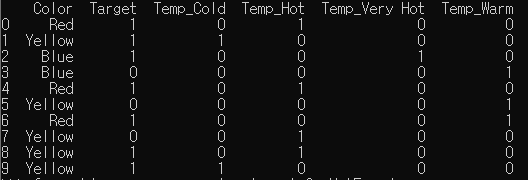 Color Target Temp_Cold Temp_Hot Temp_Very Hot Temp_Warm
0 Red 1 0 1 0 0
1 Yellow 1 1 0 0 0
2 Blue 1 0 0 1 0
3 Blue 0 0 0 0 1
4 Red 1 0 1 0 0
5 Yellow 0 0 0 0 1
6 Red 1 0 0 0 1
7 Yellow 0 0 1 0 0
8 Yellow 1 0 1 0 0
9 Yellow 1 1 0 0 0